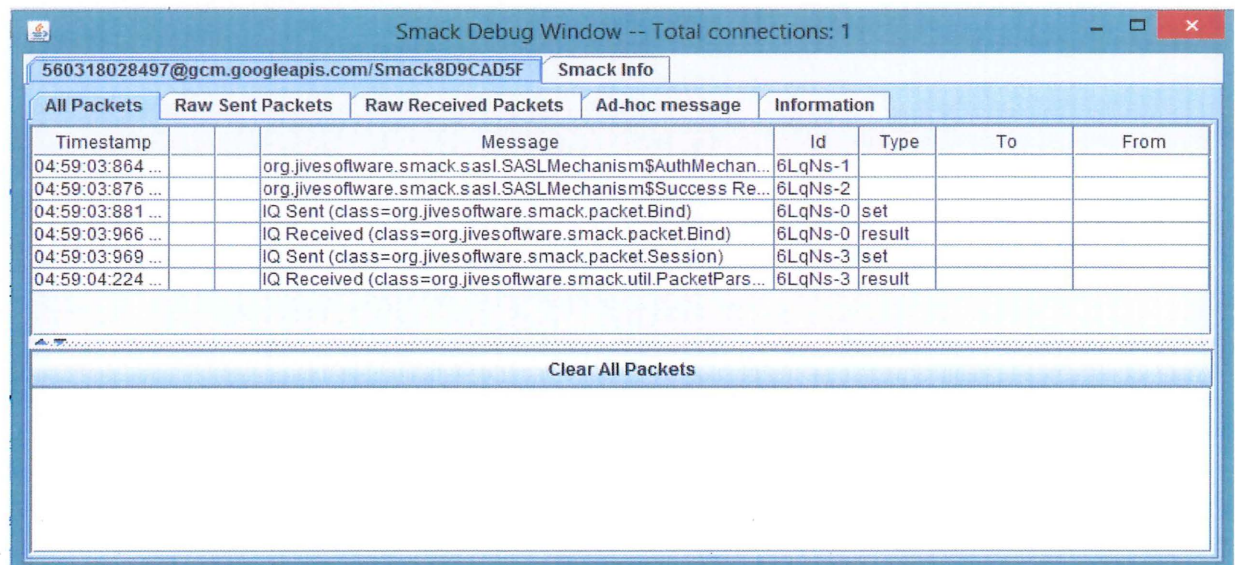 Smack Debug Window -- Total connections: 1
560318028497@gcm.googleapis.com/Smack8D9CAD5F Smack Info
All Packets Raw Sent Packets Raw Received Packets Ad-hoc message Information
Timestamp Message Id Type To From
04:59:03:864 ... org.jivesoftware.smack.sasl.SASLMechanism$AuthMechan... 6LqNs-1
04:59:03:876 ... org.jivesoftware.smack.sasl.SASLMechanism$Success Re... 6LqNs-2
04:59:03:881 ... IQ Sent (class=org.jivesoftware.smack.packet.Bind) 6LqNs-0 set
04:59:03:966 ... IQ Received (class=org.jivesoftware.smack.packet.Bind) 6LqNs-0 result
04:59:03:969 ... IQ Sent (class=org.jivesoftware.smack.packet.Session) 6LqNs-3 set
04:59:04:224 ... IQ Received (class=org.jivesoftware.smack.util.PacketPars... 6LqNs-3 result
Clear All Packets